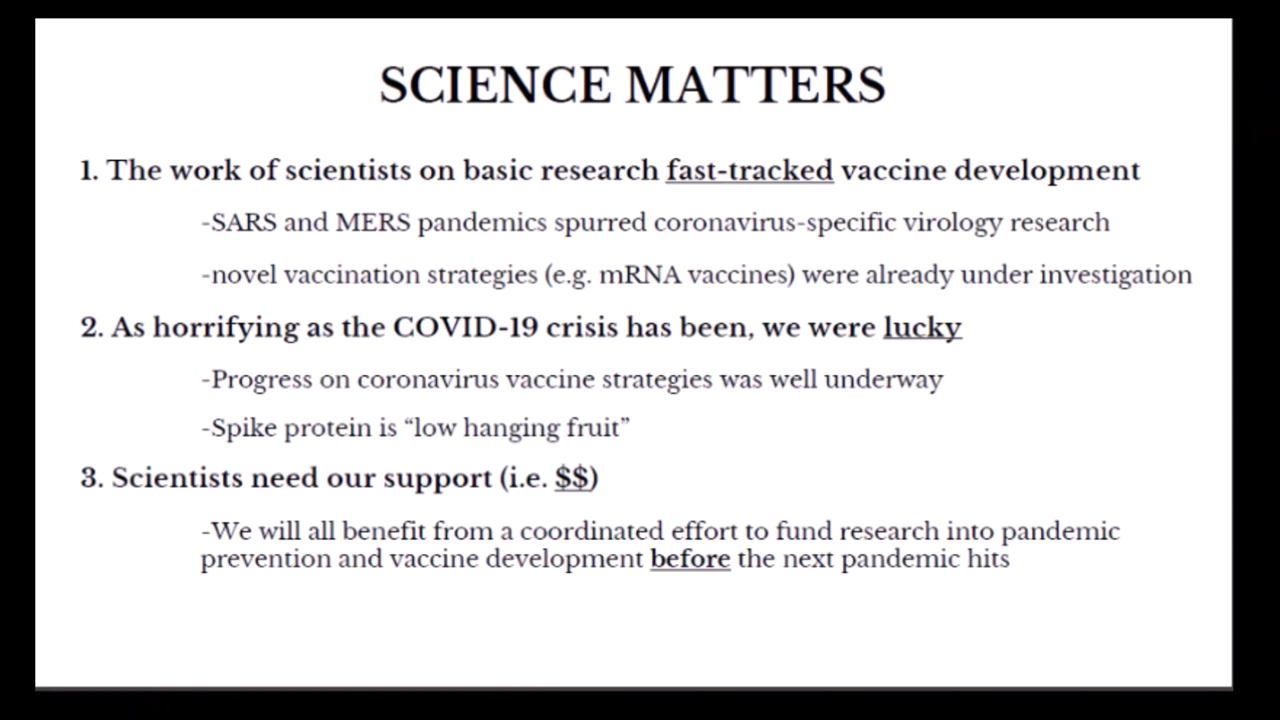 SCIENCE MATTERS
1. The work of scientists on basic research fast-tracked vaccine development
-SARS and MERS pandemics spurred coronavirus-specific virology research
-novel vaccination strategies (e.g. mRNA vaccines) were already under investigation
2. As horrifying as the COVID-19 crisis has been, we were lucky
-Progress on coronavirus vaccine strategies was well underway
-Spike protein is “low hanging fruit”
3. Scientists need our support (i.e. $$)
-We will all benefit from a coordinated effort to fund research into pandemic
prevention and vaccine development before the next pandemic hits